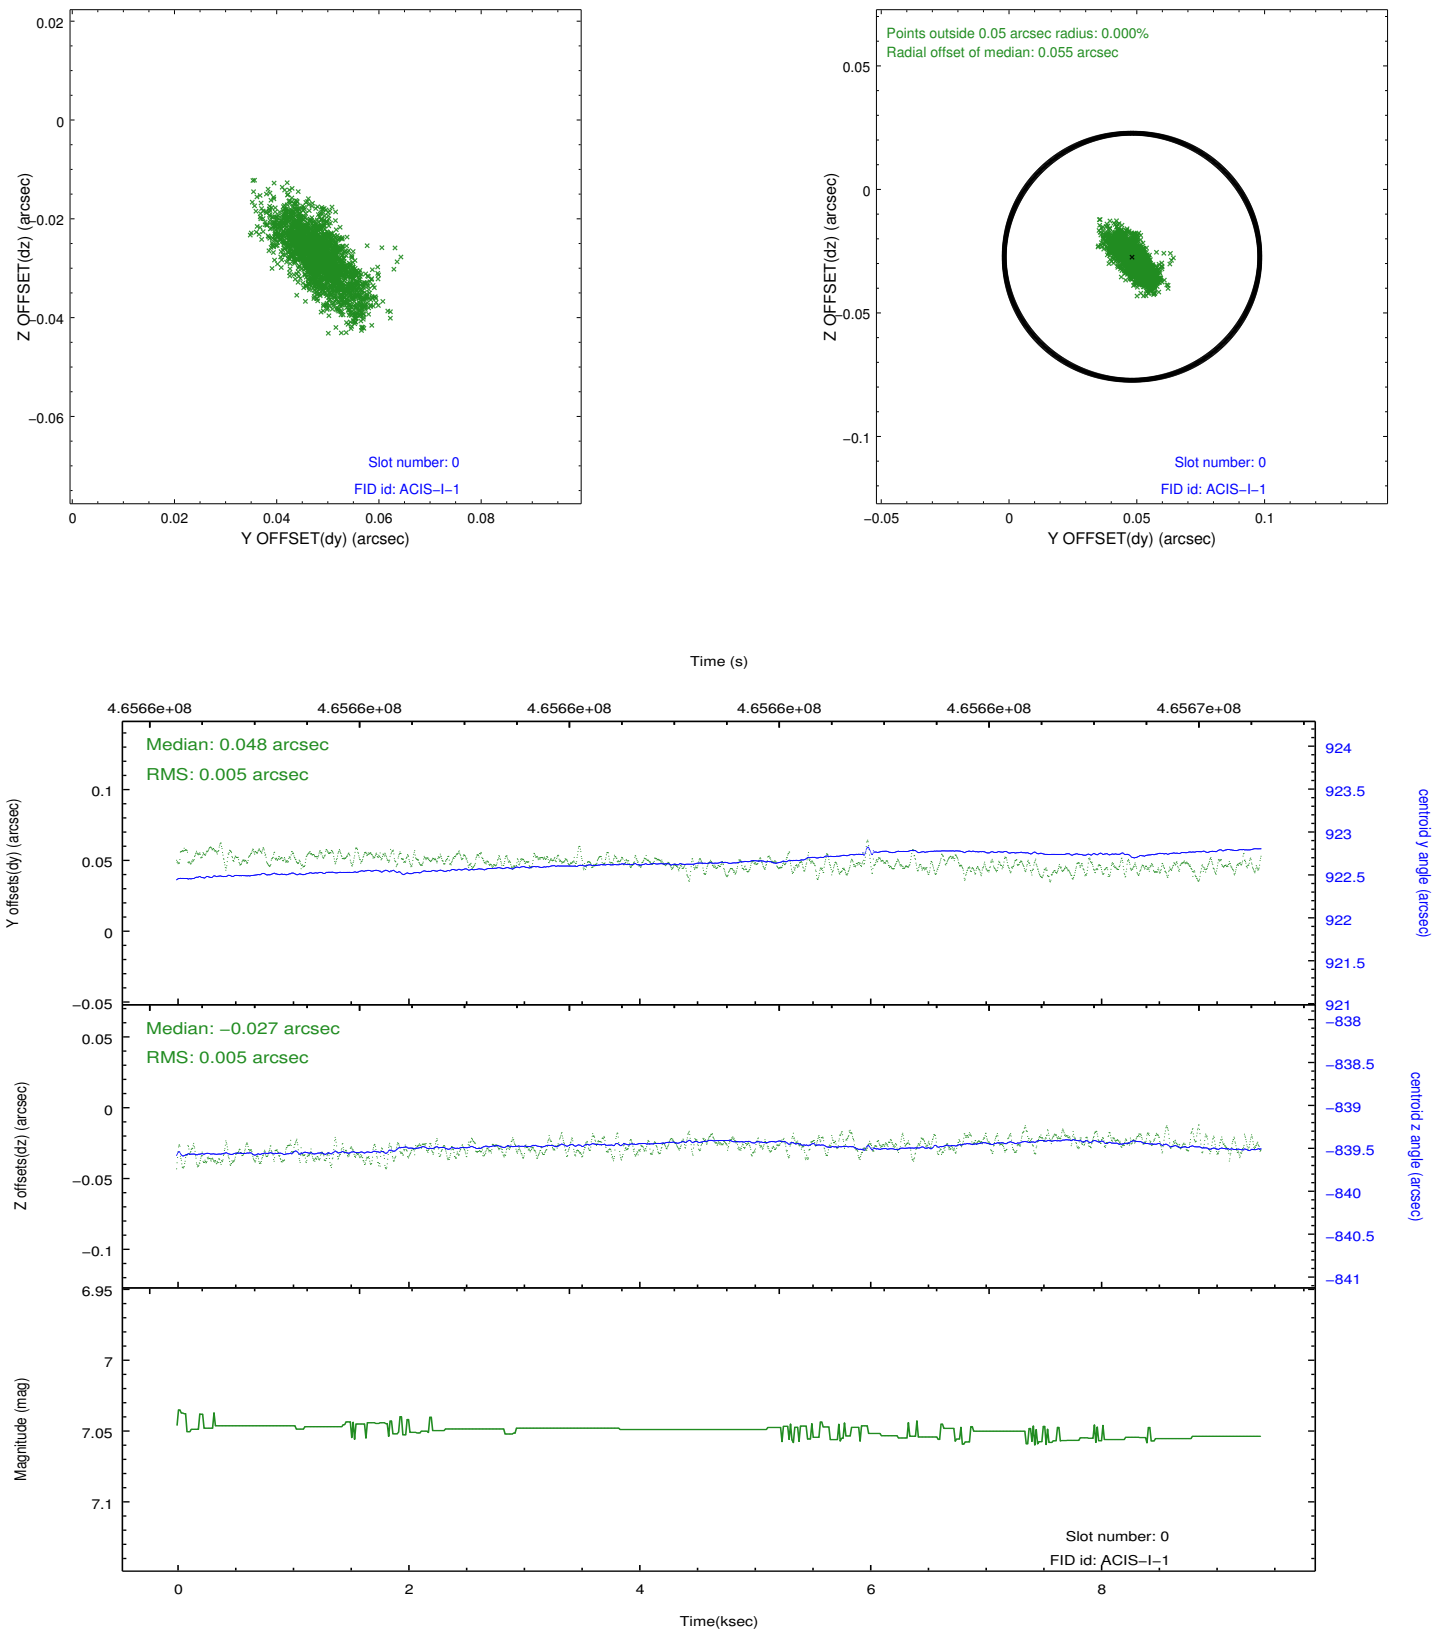 0.02
0
−0.02
−0.04
−0.06
Z OFFSET(dz) (arcsec)
Slot number: 0
FID id: ACIS−I−1
0
0.02
0.04
0.06
0.08
Y OFFSET(dy) (arcsec)
Points outside 0.05 arcsec radius: 0.000%
Radial offset of median: 0.055 arcsec
0.05
0
−0.05
−0.1
Z OFFSET(dz) (arcsec)
Slot number: 0
FID id: ACIS−I−1
−0.05
0
0.05
0.1
Y OFFSET(dy) (arcsec)
Time (s)
4.6566e+08
4.6566e+08
4.6566e+08
4.6566e+08
4.6566e+08
4.6567e+08
Median: 0.048 arcsec
RMS: 0.005 arcsec
0.1
0.05
0
−0.05
Y offsets(dy) (arcsec)
924
923.5
923
922.5
922
921.5
921
centroid y angle (arcsec)
Median: −0.027 arcsec
RMS: 0.005 arcsec
0.05
0
−0.05
−0.1
Z offsets(dz) (arcsec)
−838
−838.5
−839
−839.5
−840
−840.5
−841
centroid z angle (arcsec)
6.95
7
7.05
7.1
Magnitude (mag)
Slot number: 0
FID id: ACIS−I−1
0
2
4
6
8
Time(ksec)